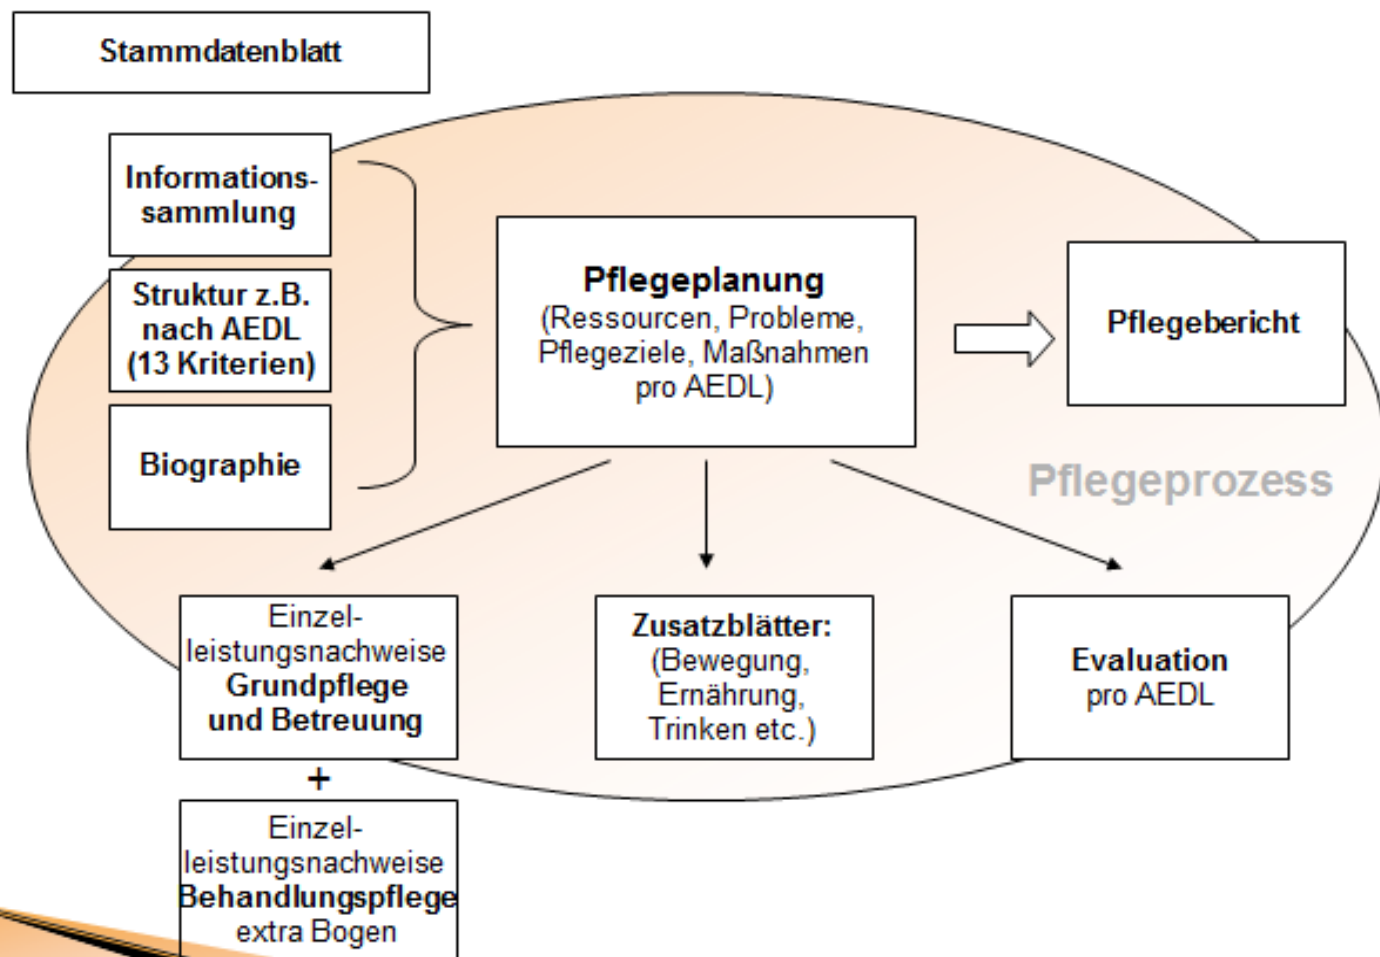 Stammdatenblatt
Informations-
sammlung
Struktur z.B.
nach AEDL
(13 Kriterien)
Biographie
Pflegeplanung
(Ressourcen, Probleme,
Pflegeziele, Maßnahmen
pro AEDL)
Pflegebericht
Pflegeprozess
Einzel-
leistungsnachweise
Grundpflege
und Betreuung
+
Einzel-
leistungsnachweise
Behandlungspflege
extra Bogen
Zusatzblätter:
(Bewegung,
Ernährung,
Trinken etc.)
Evaluation
pro AEDL